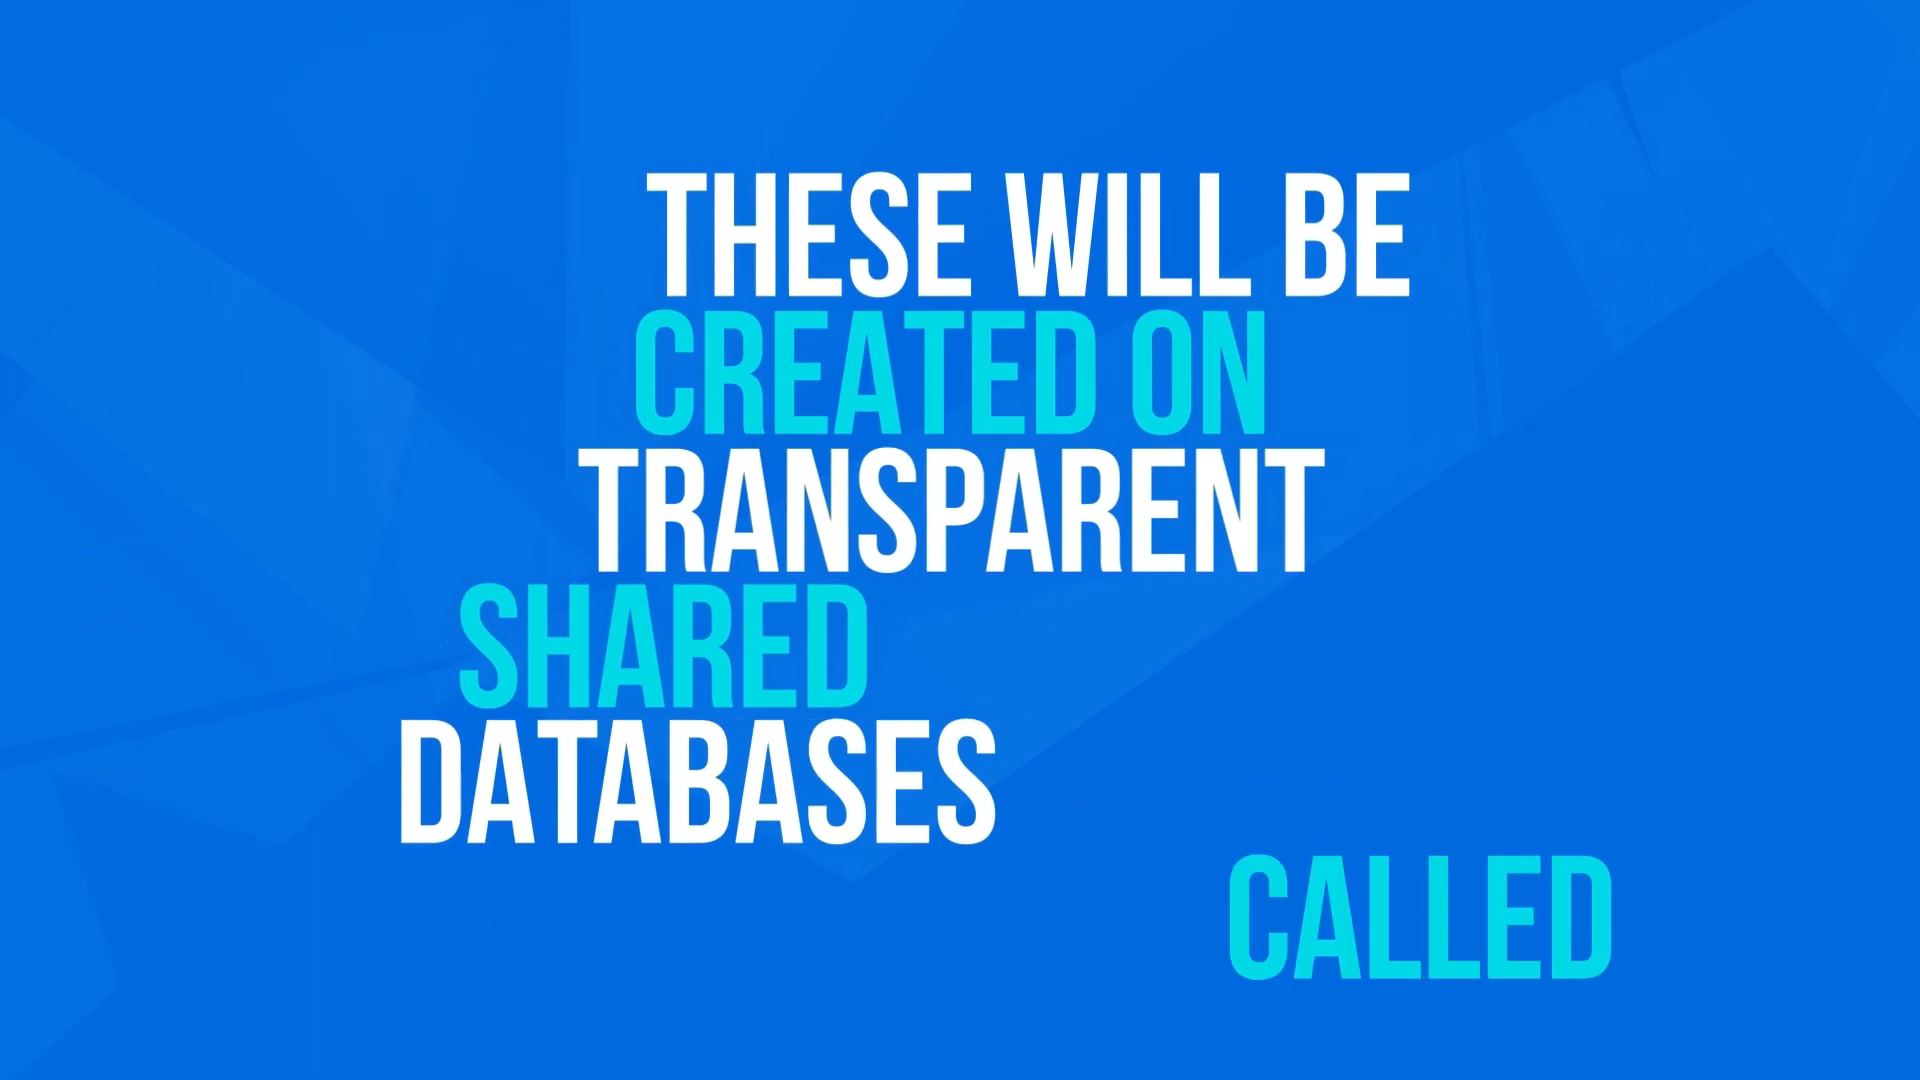 THESE WILL BE
CREATED ON
TRANSPARENT
SHARED
DATABASES
CALLED